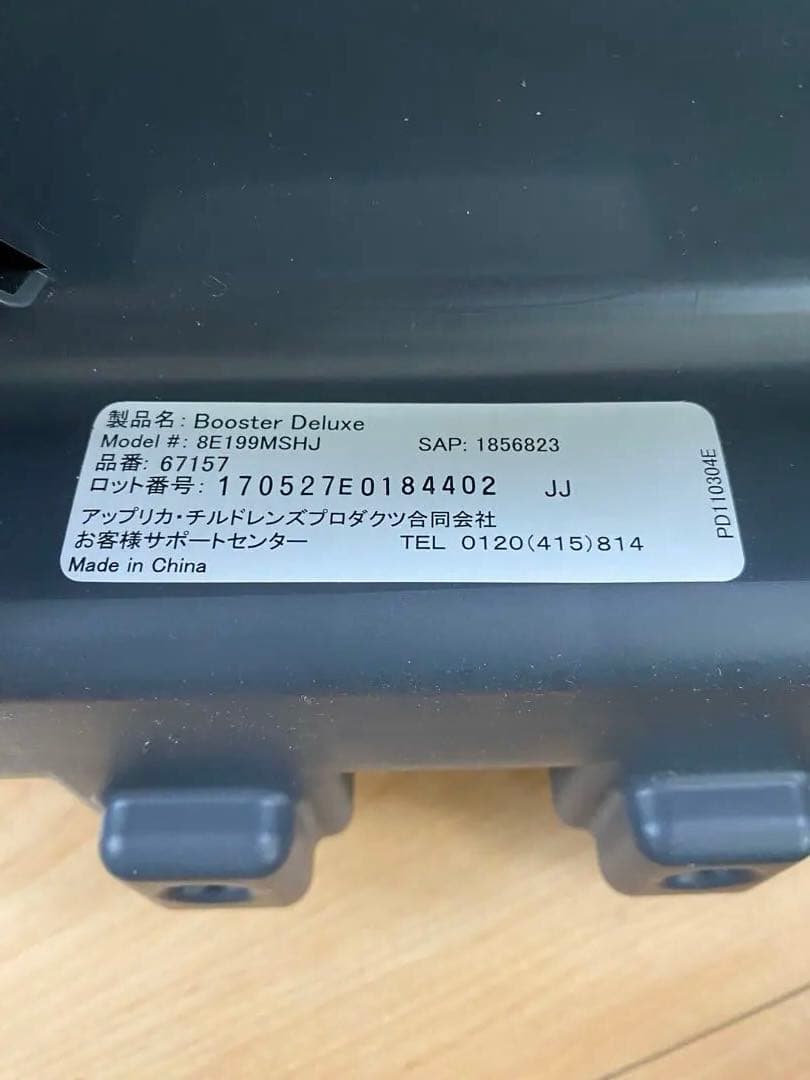 製品名: Booster Deluxe
Model #: 8E199MSHJ SAP: 1856823
品番: 67157
ロット番号: 170527E0184402 JJ
アップリカ・チルドレンズプロダクツ合同会社
お客様サポートセンター TEL 0120(415)814
Made in China
PD110304E